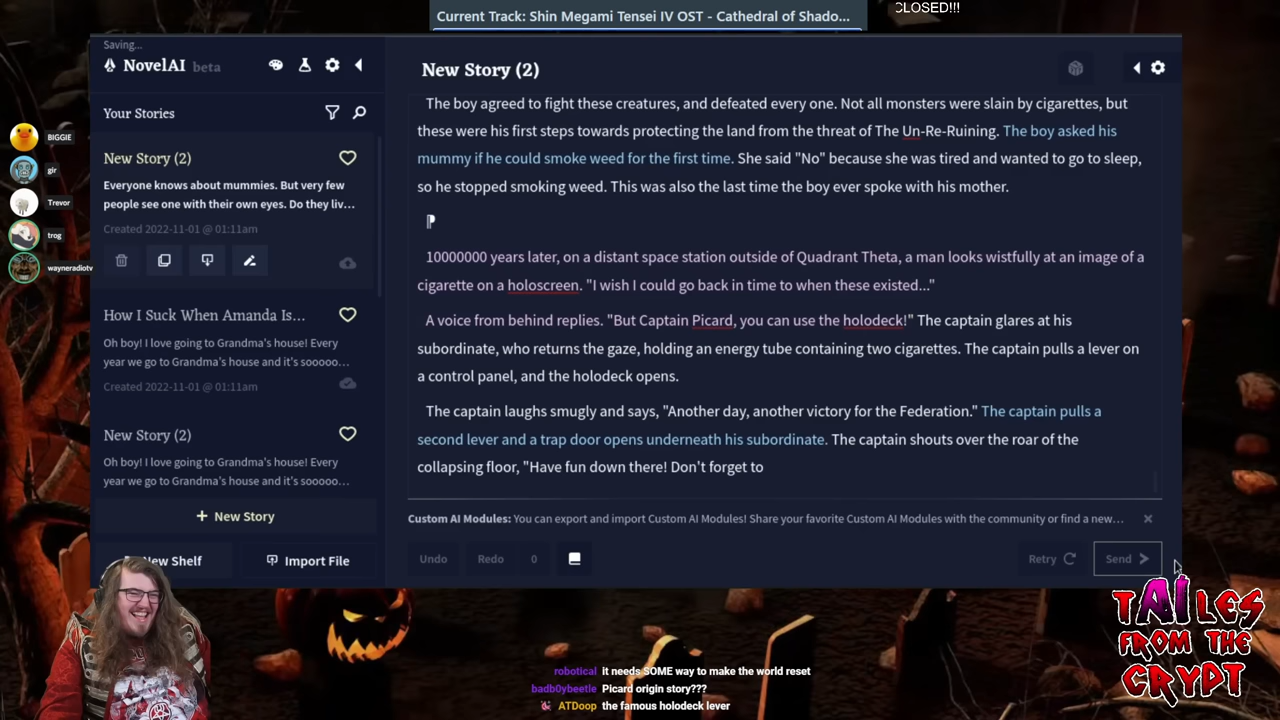 Current Track: Shin Megami Tensei IV OST - Cathedral of Shado...
CLOSED!!!
Saving...
NovelAI beta
Your Stories
New Story (2)
Everyone knows about mummies. But very few
people see one with their own eyes. Do they liv...
Created 2022-11-01 @ 01:11am
How I Suck When Amanda Is...
Oh boy! I love going to Grandma's house! Every
year we go to Grandma's house and it's sooooo...
Created 2022-11-01 @ 01:11am
New Story (2)
Oh boy! I love going to Grandma's house! Every
year we go to Grandma's house and it's sooooo...
+ New Story
New Shelf
Import File
BIGGIE
gir
Trevor
trog
wayneradiotv
New Story (2)
The boy agreed to fight these creatures, and defeated every one. Not all monsters were slain by cigarettes, but
these were his first steps towards protecting the land from the threat of The Un-Re-Ruining. The boy asked his
mummy if he could smoke weed for the first time. She said "No" because she was tired and wanted to go to sleep,
so he stopped smoking weed. This was also the last time the boy ever spoke with his mother.
⁋
10000000 years later, on a distant space station outside of Quadrant Theta, a man looks wistfully at an image of a
cigarette on a holoscreen. "I wish I could go back in time to when these existed..."
A voice from behind replies. "But Captain Picard, you can use the holodeck!" The captain glares at his
subordinate, who returns the gaze, holding an energy tube containing two cigarettes. The captain pulls a lever on
a control panel, and the holodeck opens.
The captain laughs smugly and says, "Another day, another victory for the Federation." The captain pulls a
second lever and a trap door opens underneath his subordinate. The captain shouts over the roar of the
collapsing floor, "Have fun down there! Don't forget to
Custom AI Modules: You can export and import Custom AI Modules! Share your favorite Custom AI Modules with the community or find a new...
Undo
Redo
0
Retry
Send
TAILES
FROM THE
CRYPT
robotical it needs SOME way to make the world reset
badb0ybeetle Picard origin story???
ATDoop the famous holodeck lever